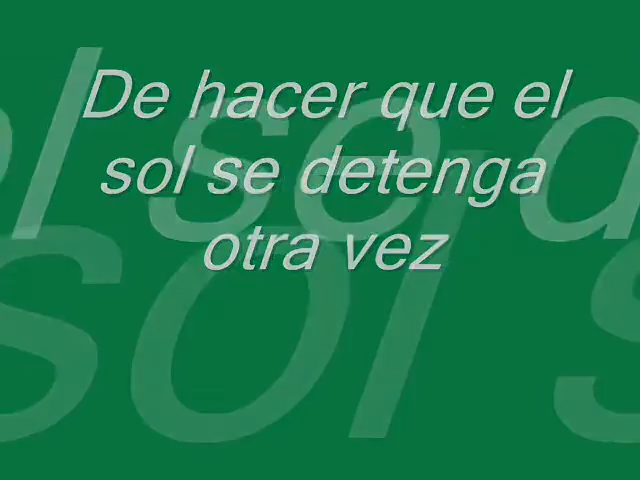 De hacer que el
sol se detenga
otra vez